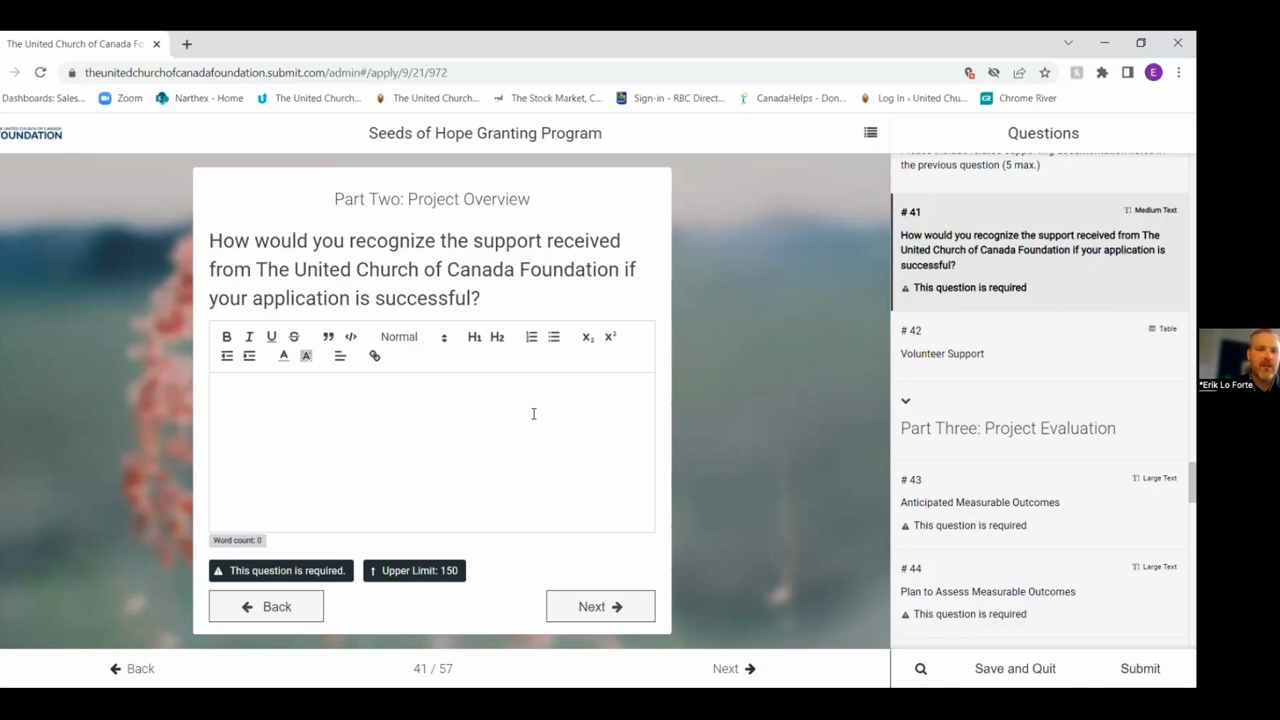 The United Church of Canada Fo
theunitedchurchofcanadafoundation.submit.com/admin#/apply/9/21/972
E
Dashboards: Sales...
Zoom
Narthex - Home
The United Church...
The United Church...
The Stock Market, C...
Sign-in - RBC Direct...
CanadaHelps - Don...
Log In ‹ United Chu...
CR
Chrome River
OUNDATION
Seeds of Hope Granting Program
Questions
the previous question (5 max.)
Part Two: Project Overview
How would you recognize the support received
from The United Church of Canada Foundation if
your application is successful?
B I U S Normal H1 H2 X2 X2
A A
Word count: 0
This question is required.
Upper Limit: 150
Back
Next
# 41
Medium Text
How would you recognize the support received from The
United Church of Canada Foundation if your application is
successful?
This question is required
# 42
Table
Volunteer Support
Part Three: Project Evaluation
# 43
Large Text
Anticipated Measurable Outcomes
This question is required
# 44
Large Text
Plan to Assess Measurable Outcomes
This question is required
*Erik Lo Forte
Back
41 / 57
Next
Save and Quit
Submit